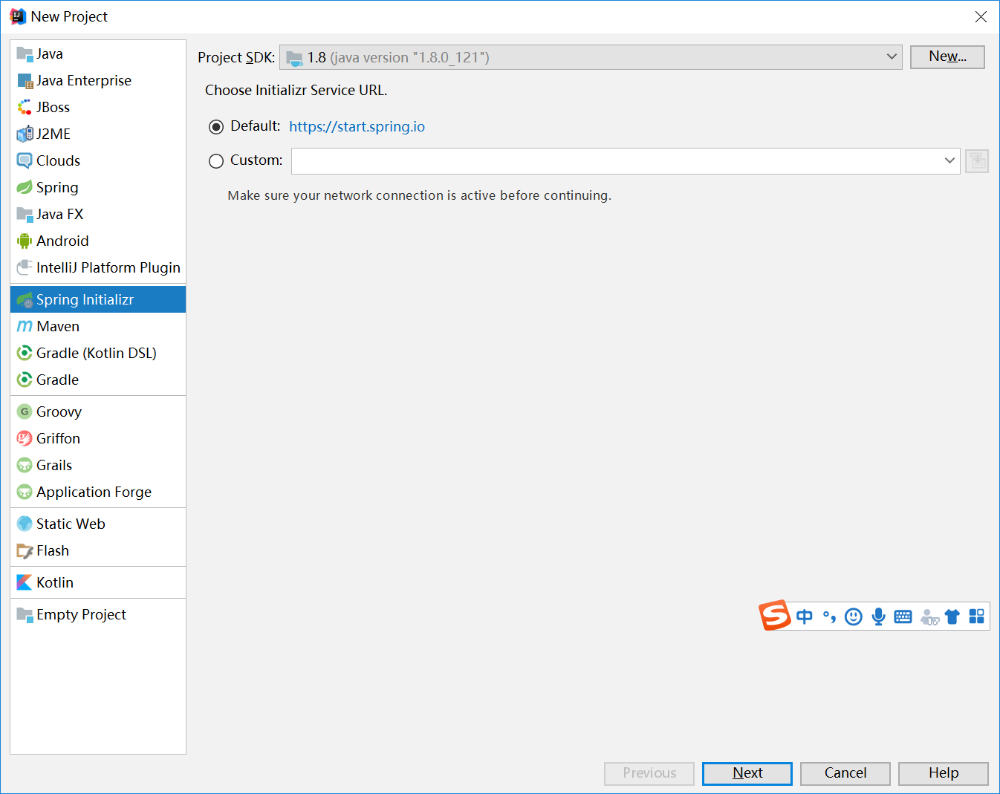 New Project
Java
Java Enterprise
JBoss
J2ME
Clouds
Spring
Java FX
Android
IntelliJ Platform Plugin
Spring Initializr
Maven
Gradle (Kotlin DSL)
Gradle
Groovy
Griffon
Grails
Application Forge
Static Web
Flash
Kotlin
Empty Project
Project SDK: 1.8 (java version "1.8.0_121") New...
Choose Initializr Service URL.
Default: https://start.spring.io
Custom:
Make sure your network connection is active before continuing.
中 °,
Previous Next Cancel Help